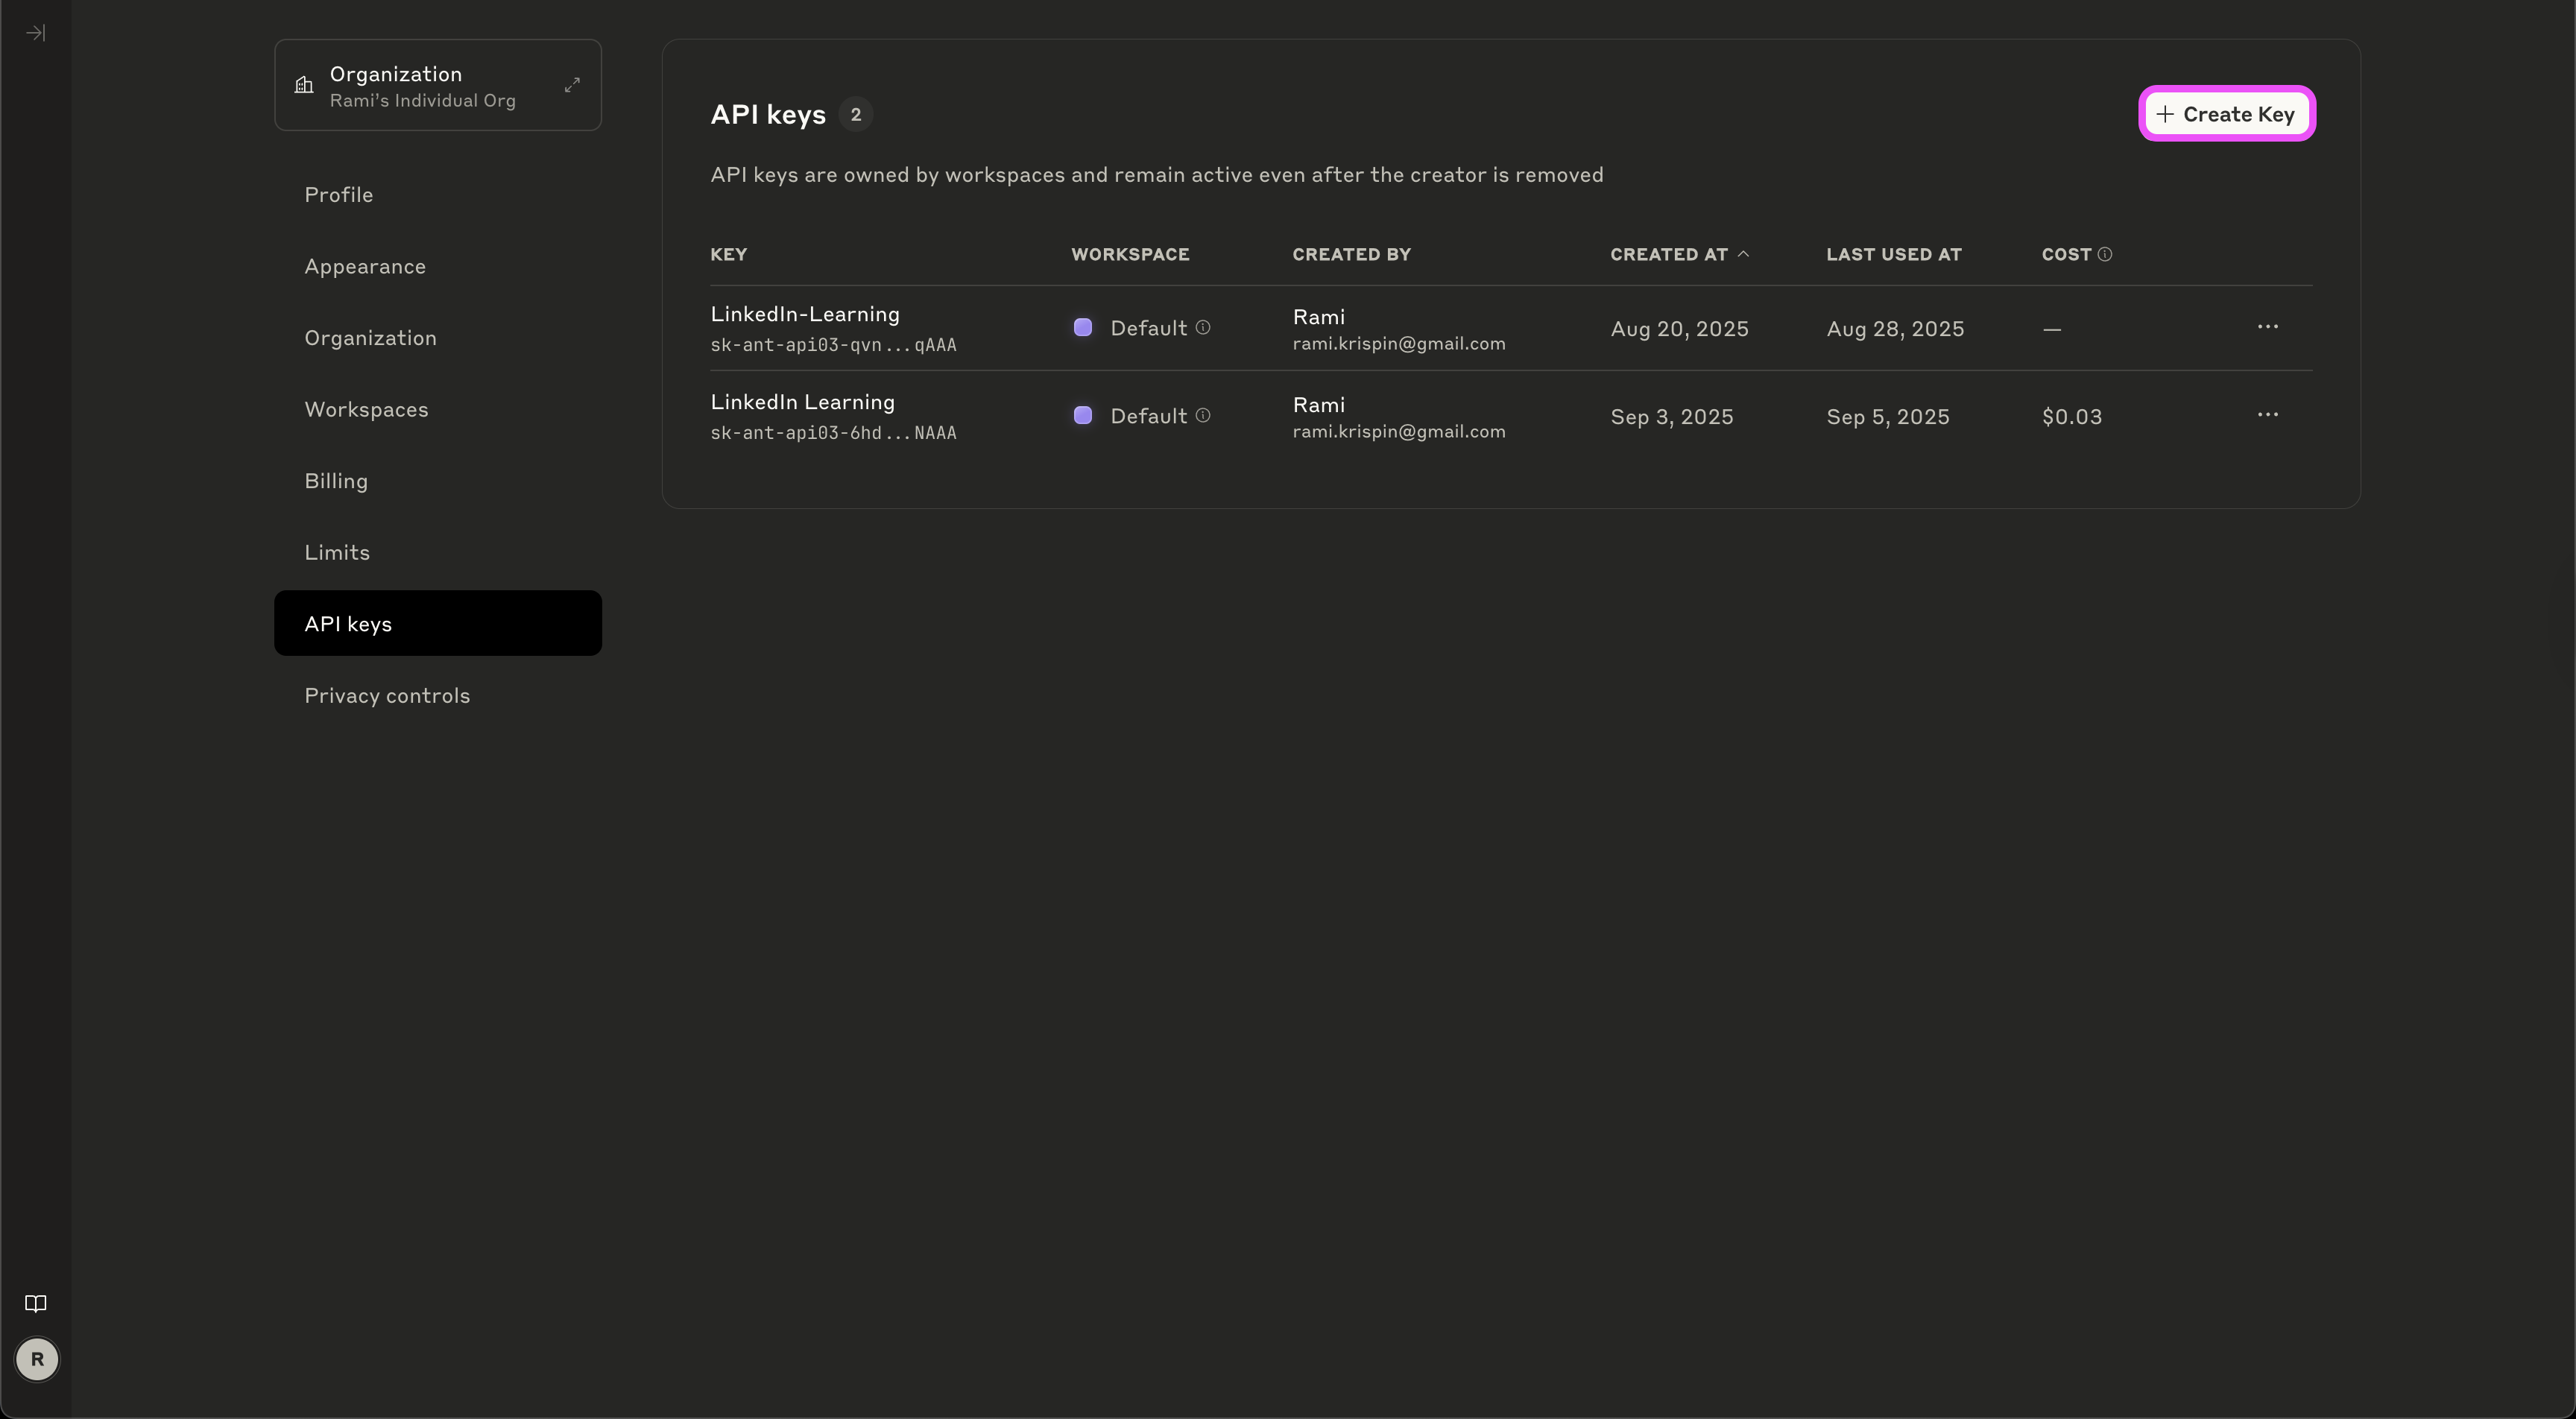 Organization
Rami's Individual Org
Profile
Appearance
Organization
Workspaces
Billing
Limits
API keys
Privacy controls
API keys 2
+ Create Key
API keys are owned by workspaces and remain active even after the creator is removed
KEY WORKSPACE CREATED BY CREATED AT LAST USED AT COST
LinkedIn-Learning
sk-ant-api03-qvn...qAAA
Default
Rami
rami.krispin@gmail.com
Aug 20, 2025
Aug 28, 2025
—
LinkedIn Learning
sk-ant-api03-6hd...NAAA
Default
Rami
rami.krispin@gmail.com
Sep 3, 2025
Sep 5, 2025
$0.03
R